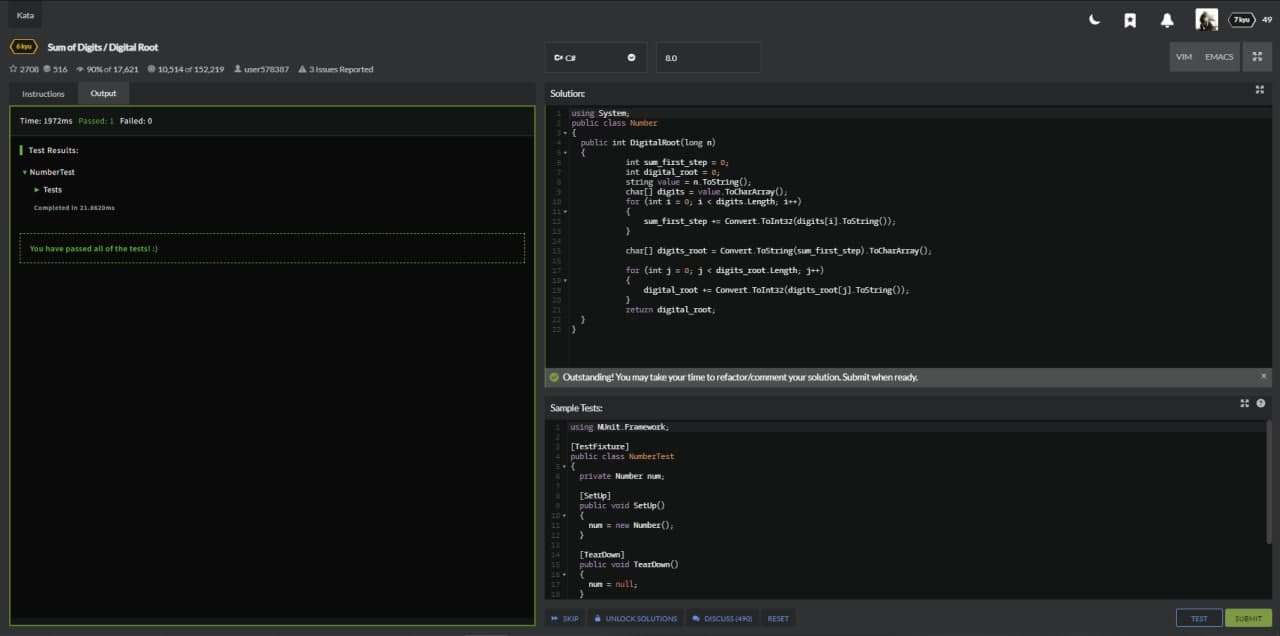 Kata
7 kyu 49
6 kyu Sum of Digits / Digital Root
2708 516 90% of 17,621 10,514 of 152,219 user578387 3 Issues Reported
C# 8.0 VIM EMACS
Instructions Output
Time: 1972ms Passed: 1 Failed: 0
Test Results:
NumberTest
Tests
Completed in 21.8620ms
You have passed all of the tests! :)
Solution:
1 using System;
2 public class Number
3 {
4 public int DigitalRoot(long n)
5 {
6 int sum_first_step = 0;
7 int digital_root = 0;
8 string value = n.ToString();
9 char[] digits = value.ToCharArray();
10 for (int i = 0; i < digits.Length; i++)
11 {
12 sum_first_step += Convert.ToInt32(digits[i].ToString());
13 }
14
15 char[] digits_root = Convert.ToString(sum_first_step).ToCharArray();
16
17 for (int j = 0; j < digits_root.Length; j++)
18 {
19 digital_root += Convert.ToInt32(digits_root[j].ToString());
20 }
21 return digital_root;
22 }
23 }
Outstanding! You may take your time to refactor/comment your solution. Submit when ready. ×
Sample Tests:
1 using NUnit.Framework;
2
3 [TestFixture]
4 public class NumberTest
5 {
6 private Number num;
7
8 [SetUp]
9 public void SetUp()
10 {
11 num = new Number();
12 }
13
14 [TearDown]
15 public void TearDown()
16 {
17 num = null;
18 }
SKIP UNLOCK SOLUTIONS DISCUSS (490) RESET TEST SUBMIT